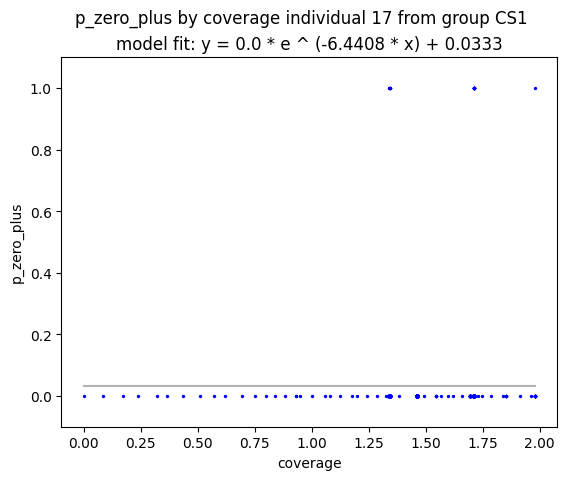 p_zero_plus by coverage individual 17 from group CS1
model fit: y = 0.0 * e ^ (-6.4408 * x) + 0.0333
1.0
0.8
0.6
0.4
0.2
0.0
p_zero_plus
0.00 0.25 0.50 0.75 1.00 1.25 1.50 1.75 2.00
coverage